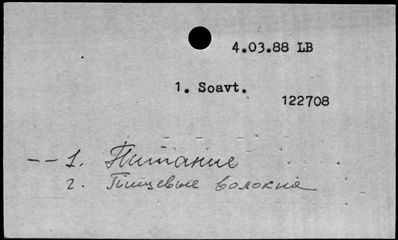 4.03.88 LB
1. Soavt.
122708
-- 1. Питание
2. Пищевые волокна